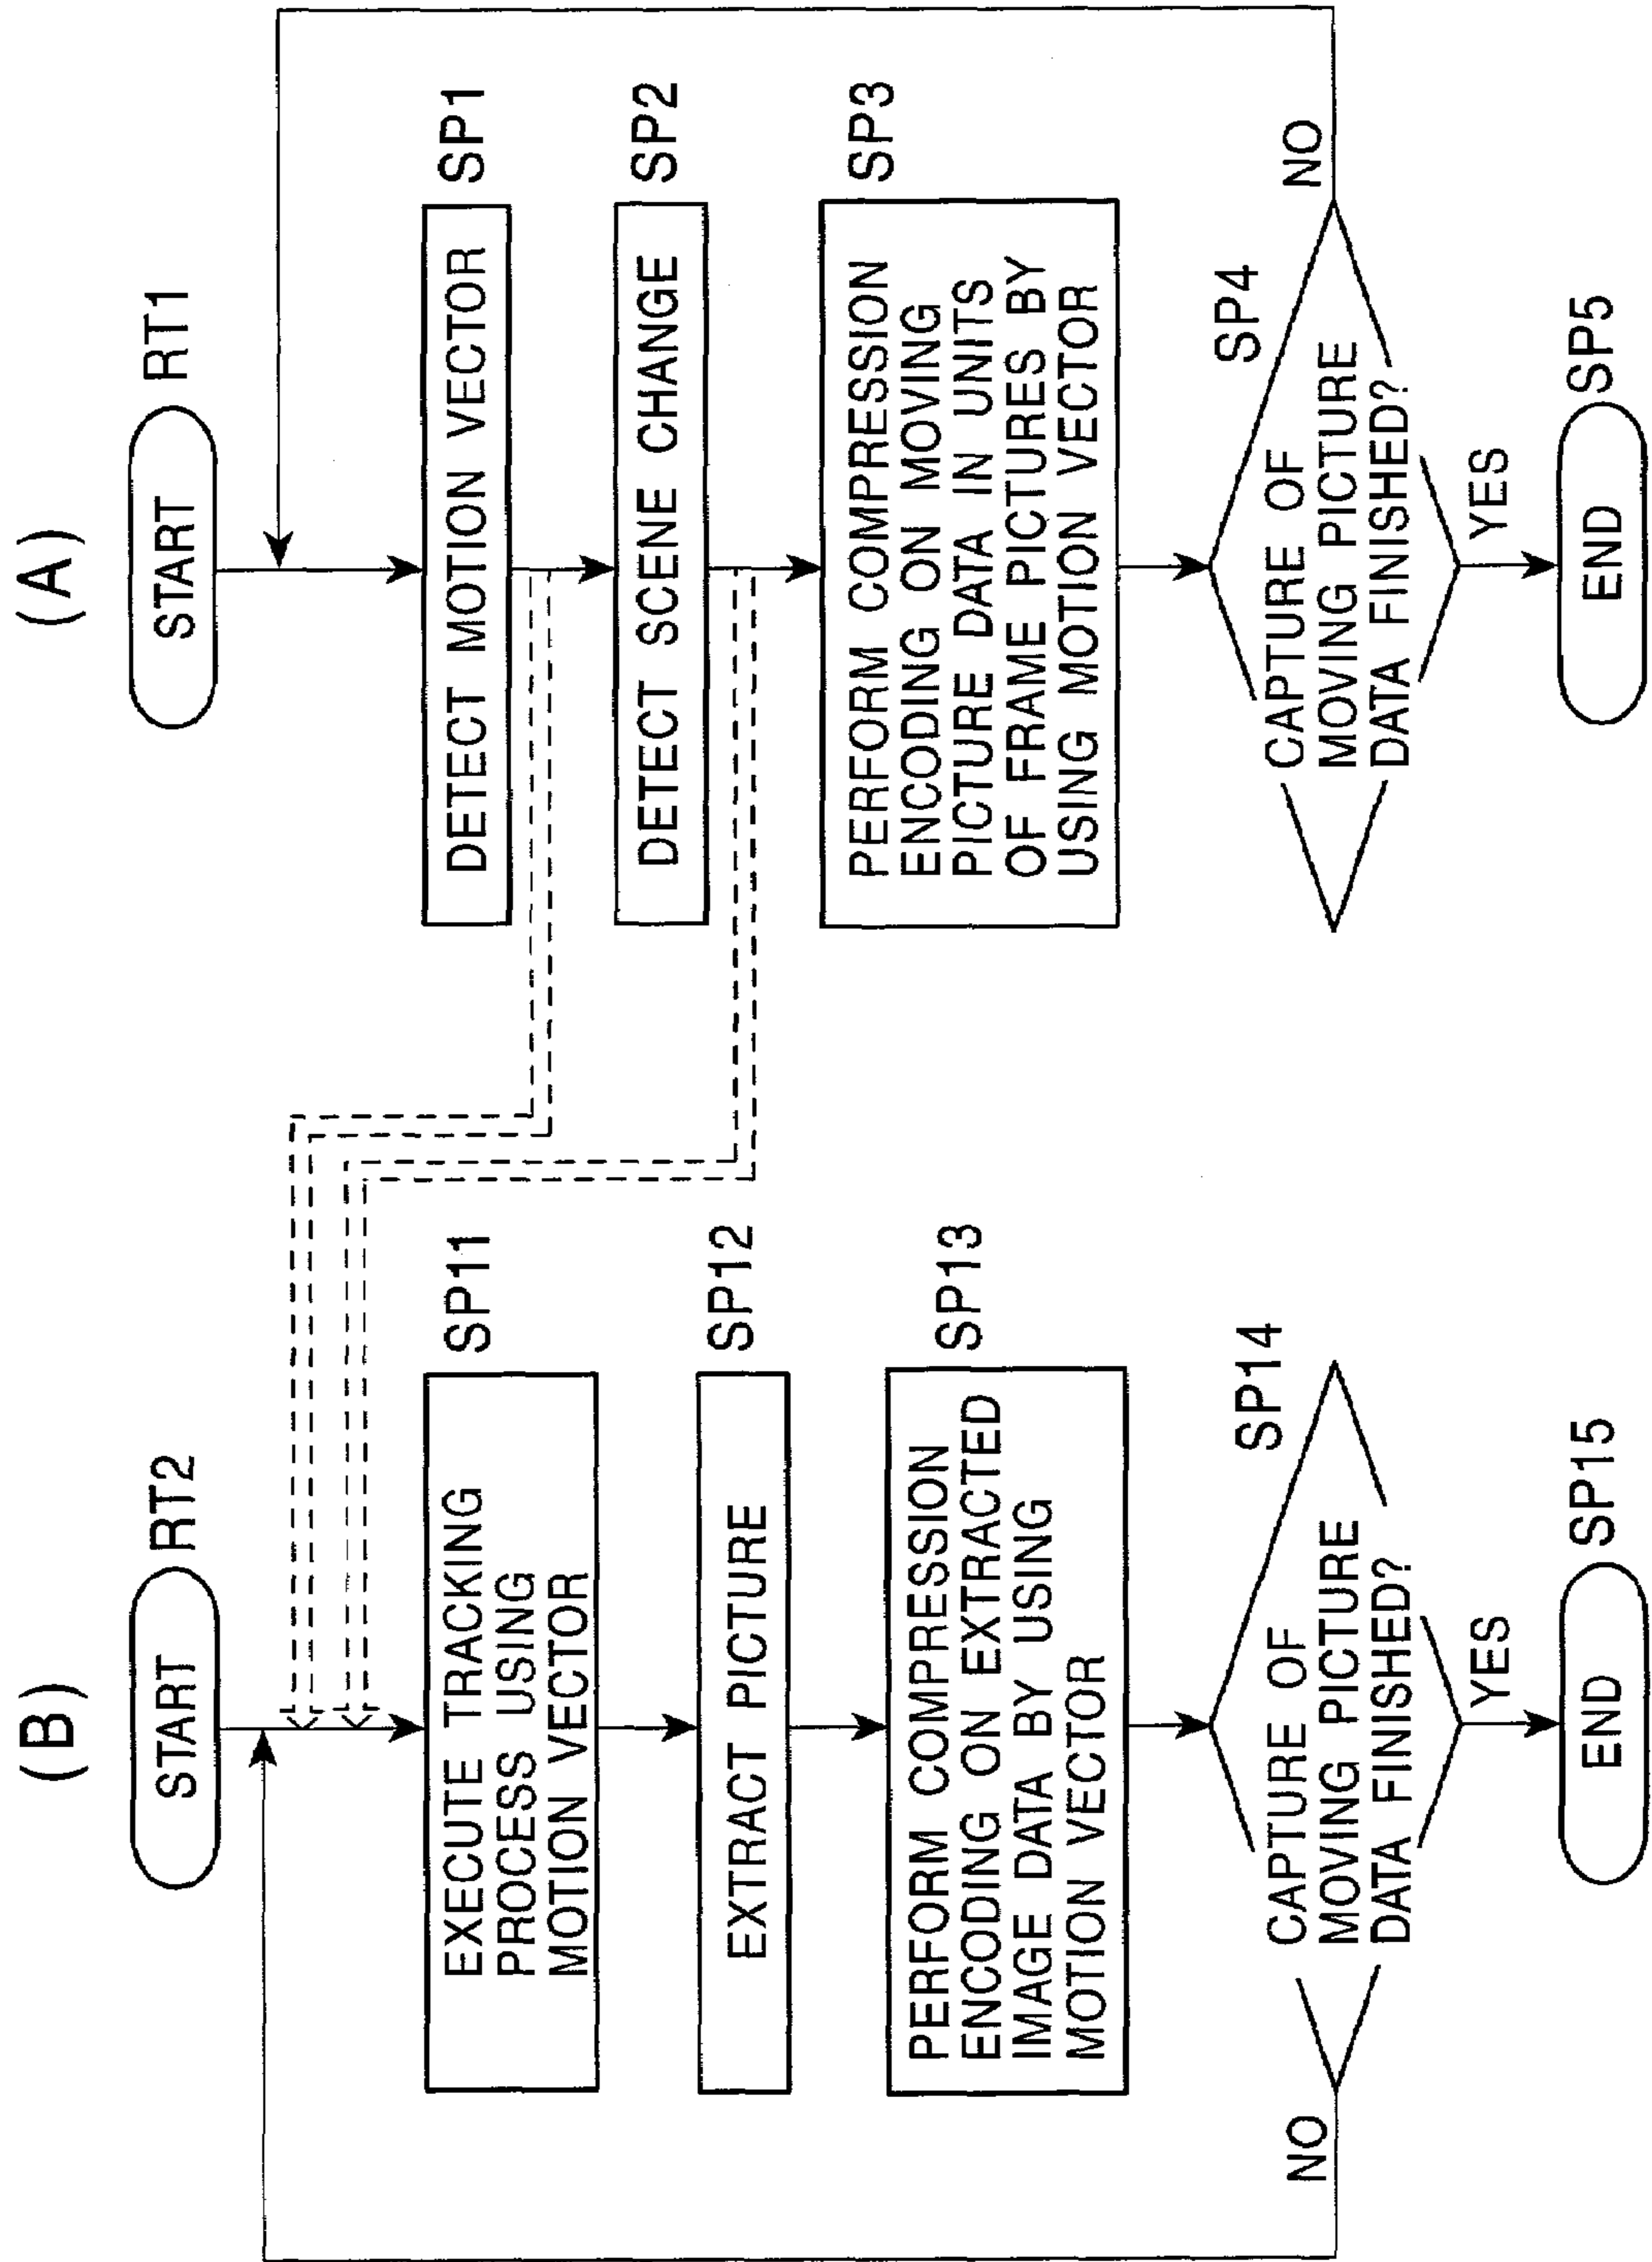 (B)
START
RT2
EXECUTE TRACKING
PROCESS USING
MOTION VECTOR
SP11
EXTRACT PICTURE
SP12
PERFORM COMPRESSION
ENCODING ON EXTRACTED
IMAGE DATA BY USING
MOTION VECTOR
SP13
CAPTURE OF
MOVING PICTURE
DATA FINISHED?
SP14
NO
YES
END
SP15
(A)
START
RT1
DETECT MOTION VECTOR
SP1
DETECT SCENE CHANGE
SP2
PERFORM COMPRESSION
ENCODING ON MOVING
PICTURE DATA IN UNITS
OF FRAME PICTURES BY
USING MOTION VECTOR
SP3
CAPTURE OF
MOVING PICTURE
DATA FINISHED?
SP4
NO
YES
END
SP5